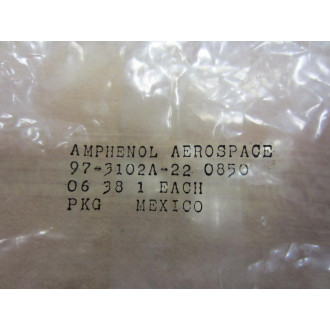 AMPHENOL AEROSPACE
97-3102A-22 0850
06 38 1 EACH
PKG MEXICO